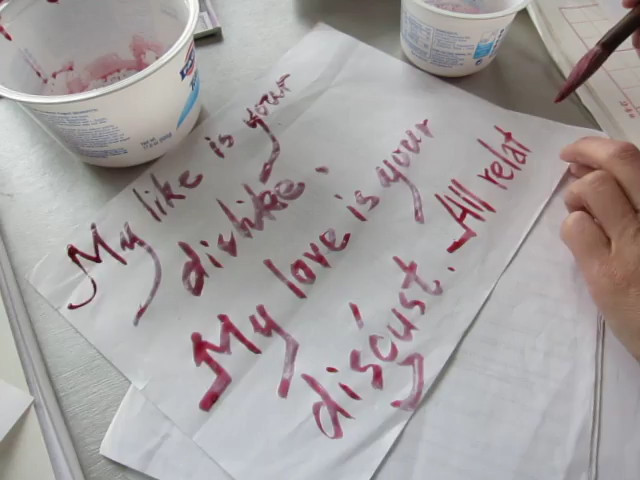 My like is your
dislike.
My love is your
disgust. All relat